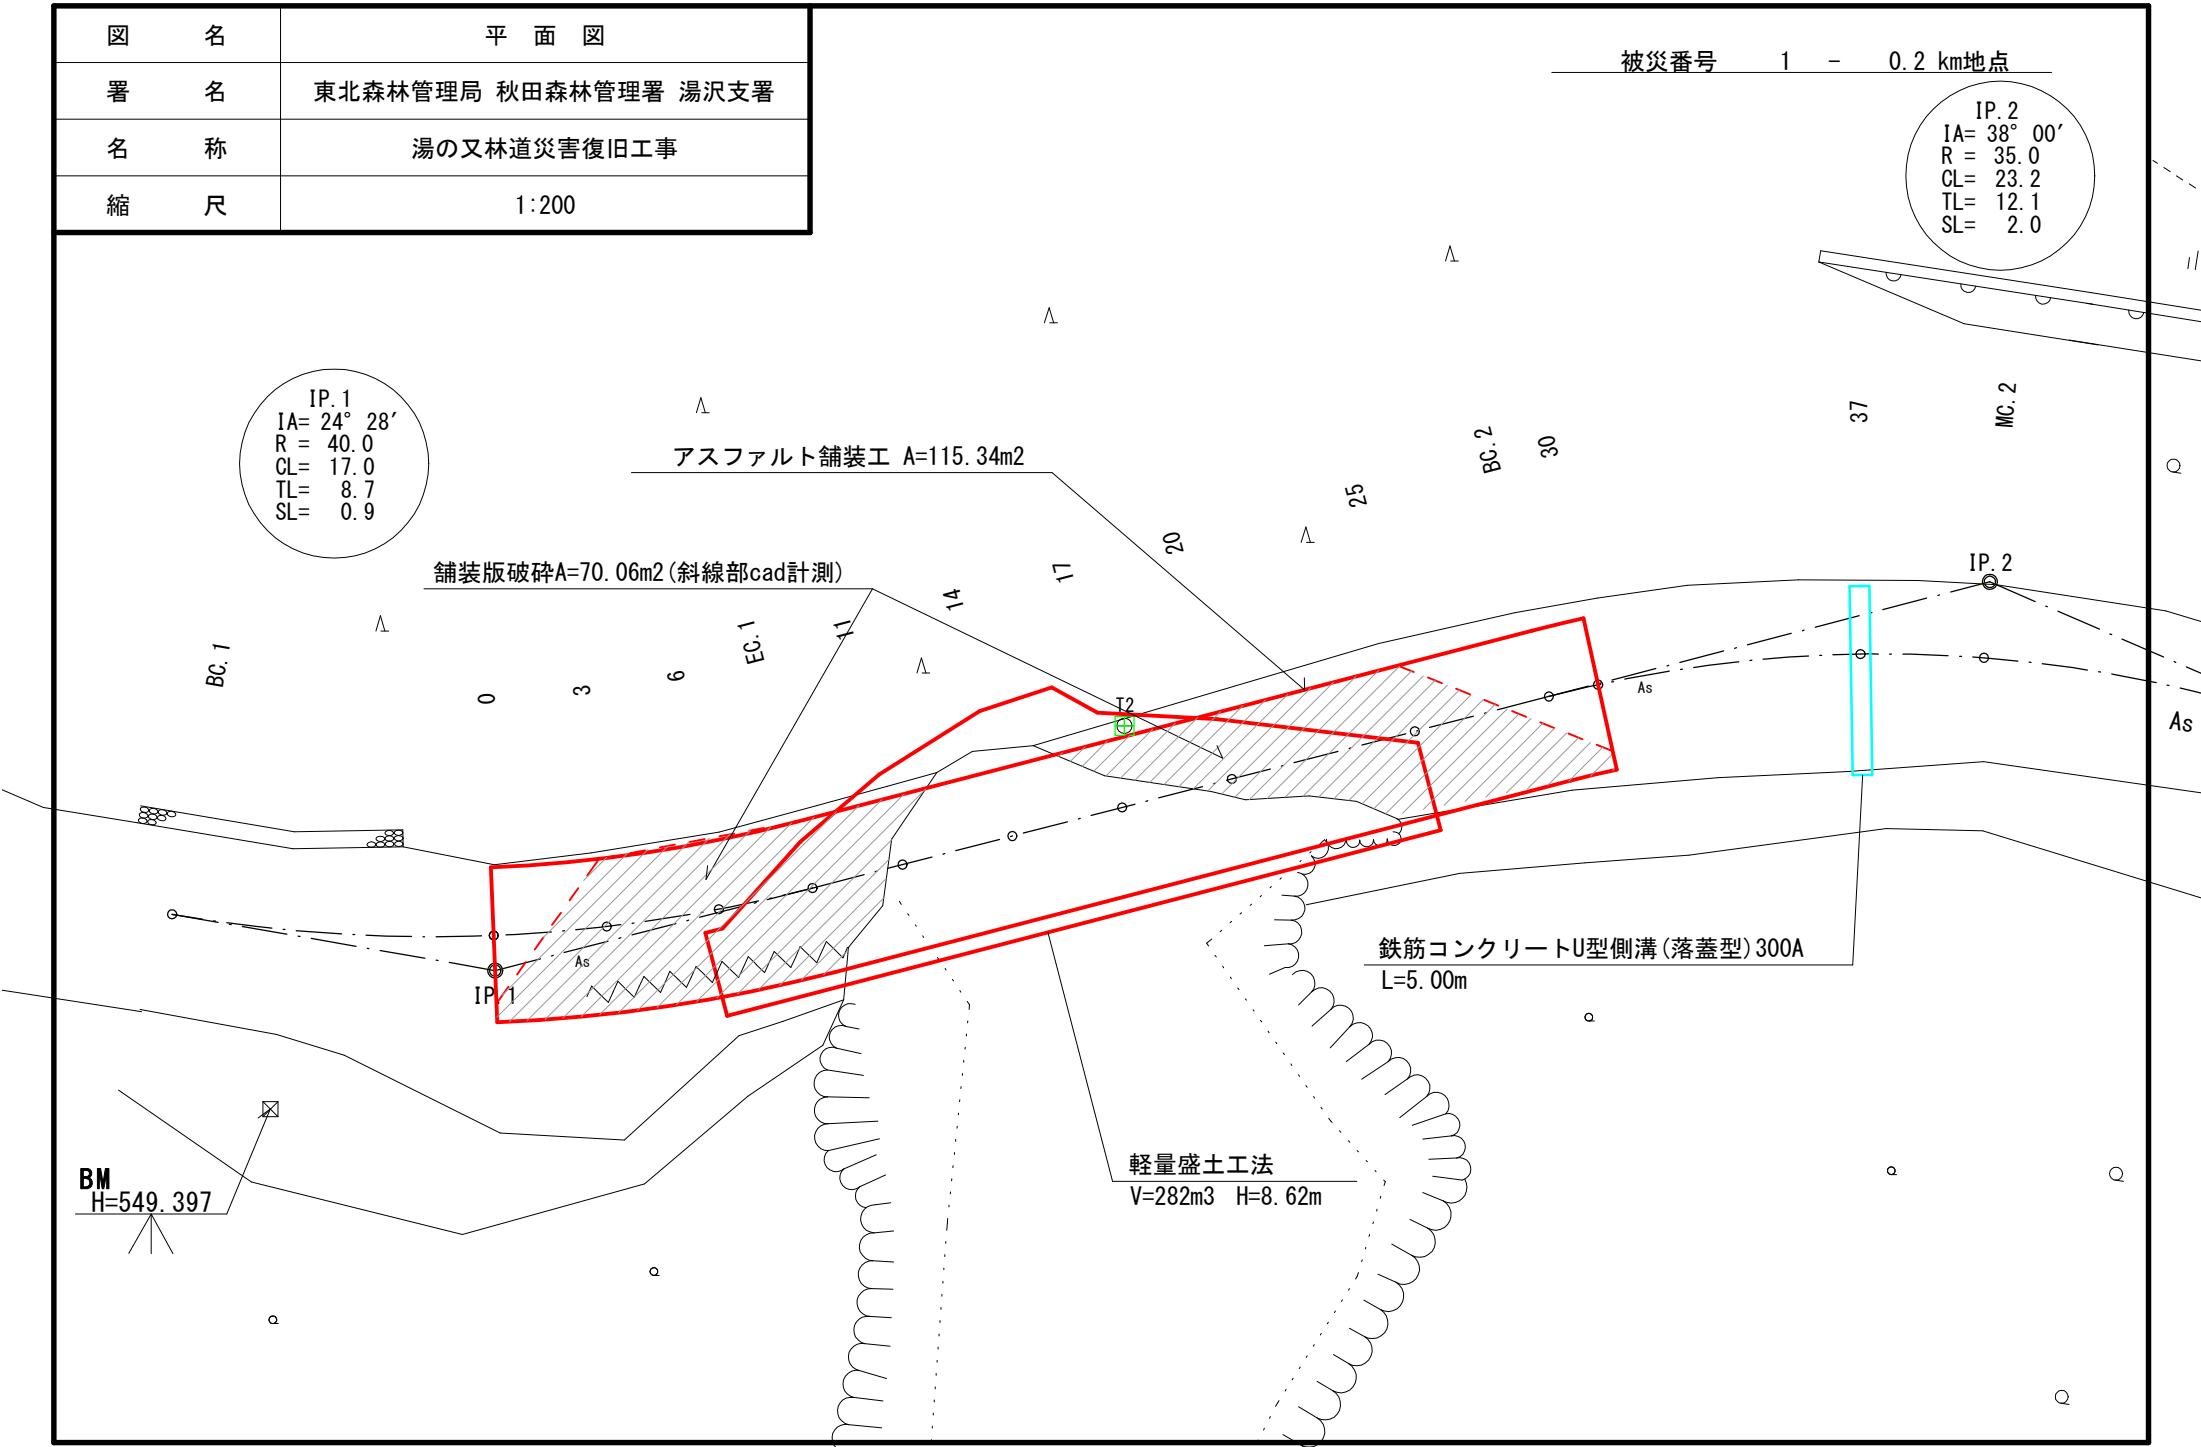 図　名　平 面 図
署　名　東北森林管理局 秋田森林管理署 湯沢支署
名　称　湯の又林道災害復旧工事
縮　尺　1:200
被災番号　1　-　0.2 km地点
IP.2
IA= 38° 00′
R = 35.0
CL= 23.2
TL= 12.1
SL= 2.0
IP.1
IA= 24° 28′
R = 40.0
CL= 17.0
TL= 8.7
SL= 0.9
アスファルト舗装工 A=115.34m2
舗装版破砕A=70.06m2(斜線部cad計測)
BC.1
0
3
6
EC.1
11
14
17
20
25
BC.2
30
37
MC.2
IP.2
T2
As
As
As
IP.1
鉄筋コンクリートU型側溝(落蓋型)300A
L=5.00m
軽量盛土工法
V=282m3 H=8.62m
BM
H=549.397